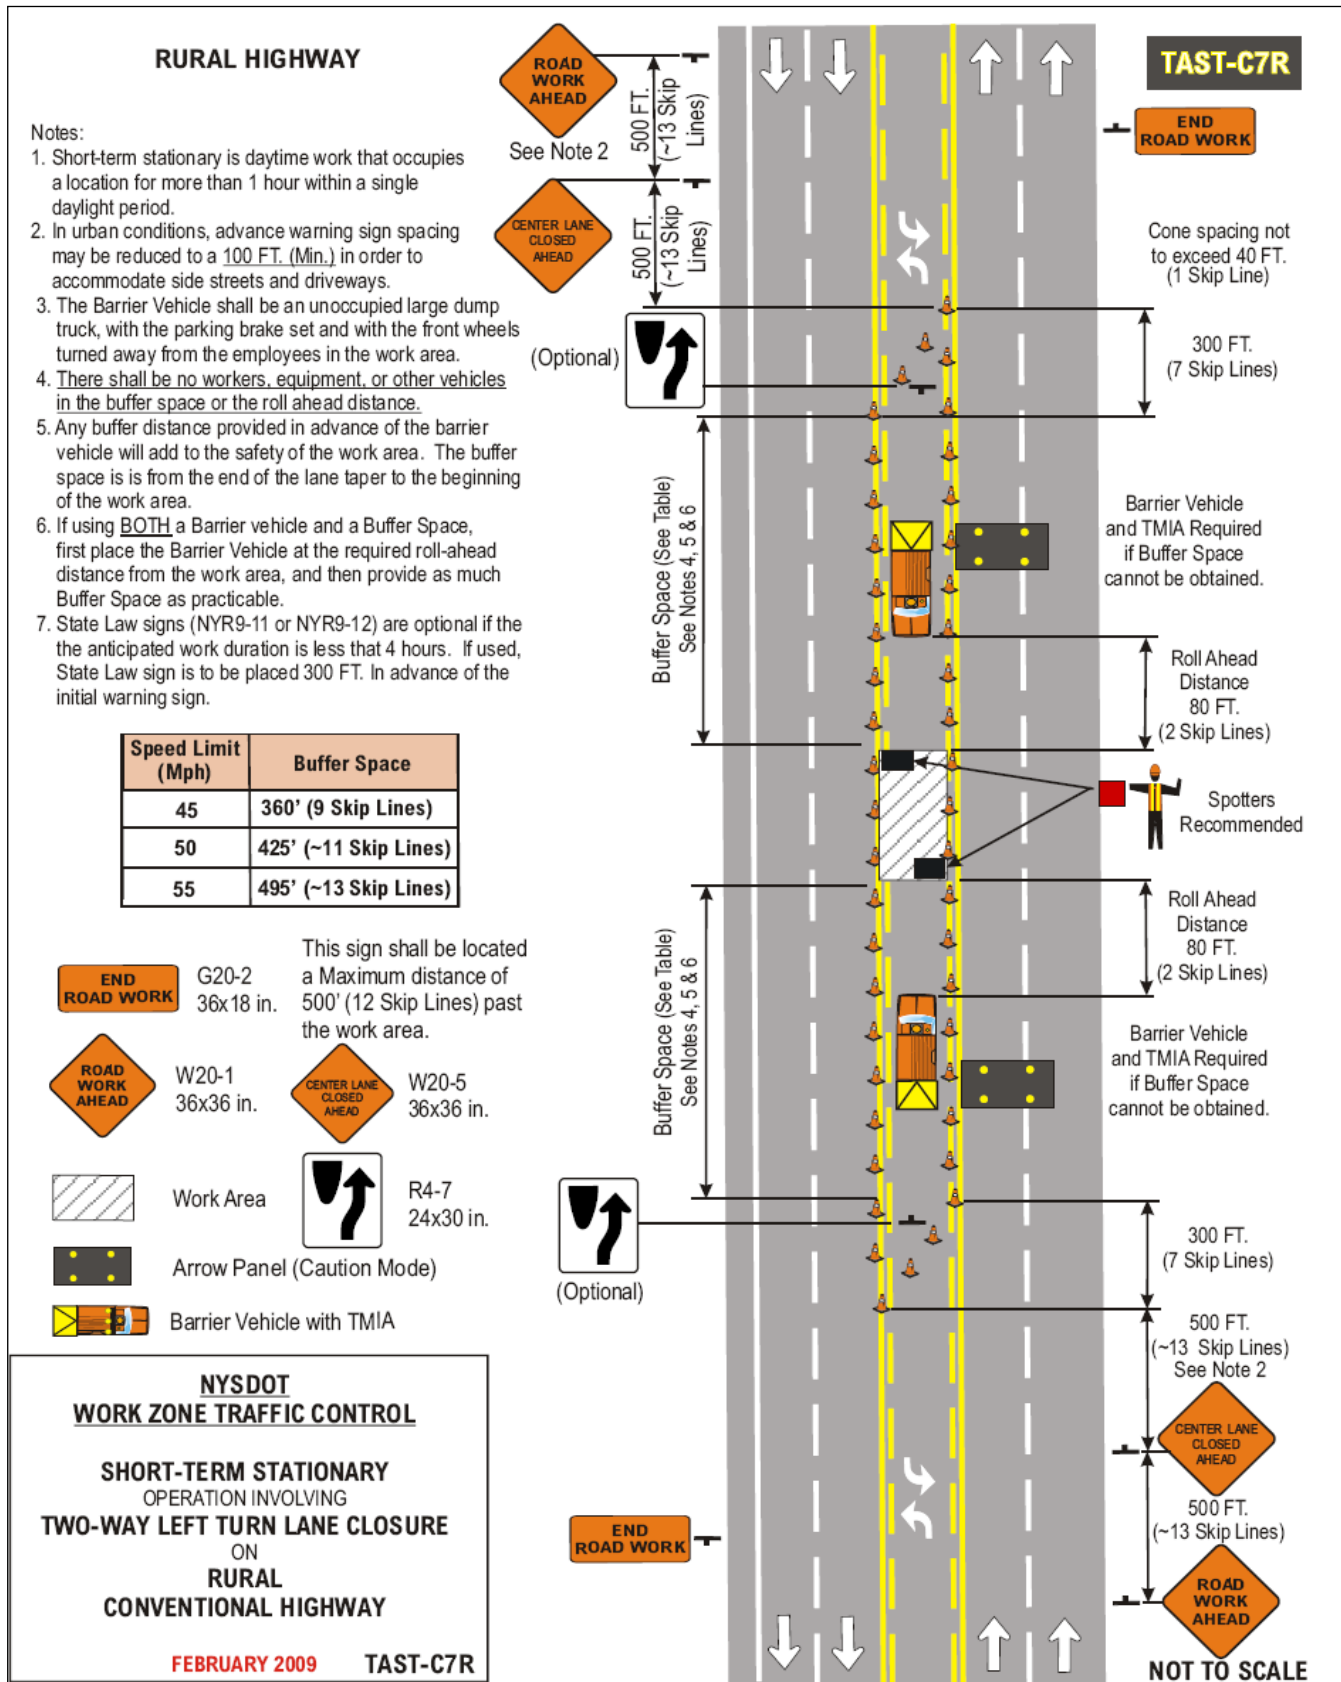 RURAL HIGHWAY
Notes:
1. Short-term stationary is daytime work that occupies
a location for more than 1 hour within a single
daylight period.
2. In urban conditions, advance warning sign spacing
may be reduced to a 100 FT. (Min.) in order to
accommodate side streets and driveways.
3. The Barrier Vehicle shall be an unoccupied large dump
truck, with the parking brake set and with the front wheels
turned away from the employees in the work area.
4. There shall be no workers, equipment, or other vehicles
in the buffer space or the roll ahead distance.
5. Any buffer distance provided in advance of the barrier
vehicle will add to the safety of the work area. The buffer
space is is from the end of the lane taper to the beginning
of the work area.
6. If using BOTH a Barrier vehicle and a Buffer Space,
first place the Barrier Vehicle at the required roll-ahead
distance from the work area, and then provide as much
Buffer Space as practicable.
7. State Law signs (NYR9-11 or NYR9-12) are optional if the
the anticipated work duration is less that 4 hours. If used,
State Law sign is to be placed 300 FT. In advance of the
initial warning sign.
Speed Limit
(Mph)
Buffer Space
45
360' (9 Skip Lines)
50
425' (~11 Skip Lines)
55
495' (~13 Skip Lines)
END
ROAD WORK
G20-2
36x18 in.
This sign shall be located
a Maximum distance of
500' (12 Skip Lines) past
the work area.
ROAD
WORK
AHEAD
W20-1
36x36 in.
CENTER LANE
CLOSED
AHEAD
W20-5
36x36 in.
Work Area
R4-7
24x30 in.
Arrow Panel (Caution Mode)
Barrier Vehicle with TMIA
NYSDOT
WORK ZONE TRAFFIC CONTROL
SHORT-TERM STATIONARY
OPERATION INVOLVING
TWO-WAY LEFT TURN LANE CLOSURE
ON
RURAL
CONVENTIONAL HIGHWAY
FEBRUARY 2009
TAST-C7R
ROAD
WORK
AHEAD
See Note 2
500 FT.
(~13 Skip
Lines)
CENTER LANE
CLOSED
AHEAD
500 FT.
(~13 Skip
Lines)
(Optional)
Buffer Space (See Table)
See Notes 4, 5 & 6
Buffer Space (See Table)
See Notes 4, 5 & 6
(Optional)
END
ROAD WORK
TAST-C7R
END
ROAD WORK
Cone spacing not
to exceed 40 FT.
(1 Skip Line)
300 FT.
(7 Skip Lines)
Barrier Vehicle
and TMIA Required
if Buffer Space
cannot be obtained.
Roll Ahead
Distance
80 FT.
(2 Skip Lines)
Spotters
Recommended
Roll Ahead
Distance
80 FT.
(2 Skip Lines)
Barrier Vehicle
and TMIA Required
if Buffer Space
cannot be obtained.
300 FT.
(7 Skip Lines)
500 FT.
(~13 Skip Lines)
See Note 2
CENTER LANE
CLOSED
AHEAD
500 FT.
(~13 Skip Lines)
ROAD
WORK
AHEAD
NOT TO SCALE